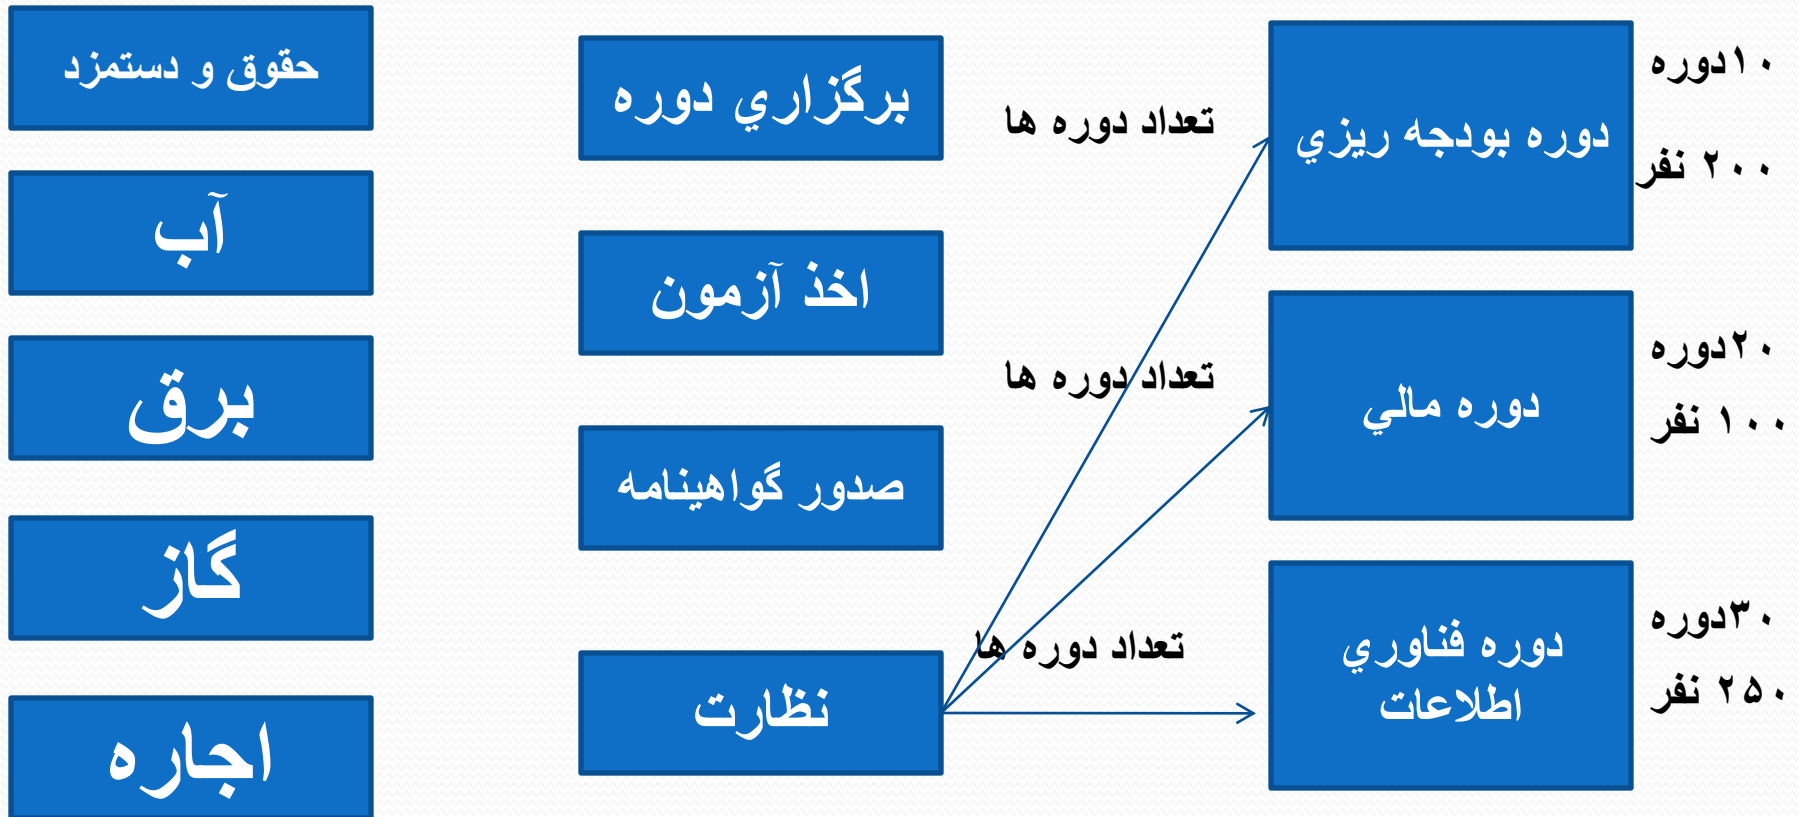 حقوق و دستمزد
آب
برق
گاز
اجاره
برگزاري دوره
اخذ آزمون
صدور گواهينامه
نظارت
تعداد دوره ها
تعداد دوره ها
تعداد دوره ها
دوره بودجه ريزي
دوره مالي
دوره فناوري
اطلاعات
۱۰دوره
۲۰۰ نفر
۲۰دوره
۱۰۰ نفر
۳۰دوره
۲۵۰ نفر